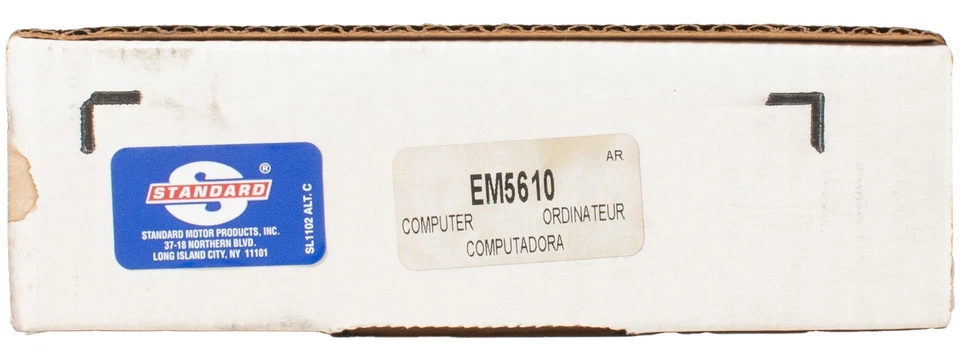 S
STANDARD ®
STANDARD MOTOR PRODUCTS, INC.
37-18 NORTHERN BLVD.
LONG ISLAND CITY, NY 11101
SL1102 ALT. C
AR
EM5610
COMPUTER ORDINATEUR
COMPUTADORA